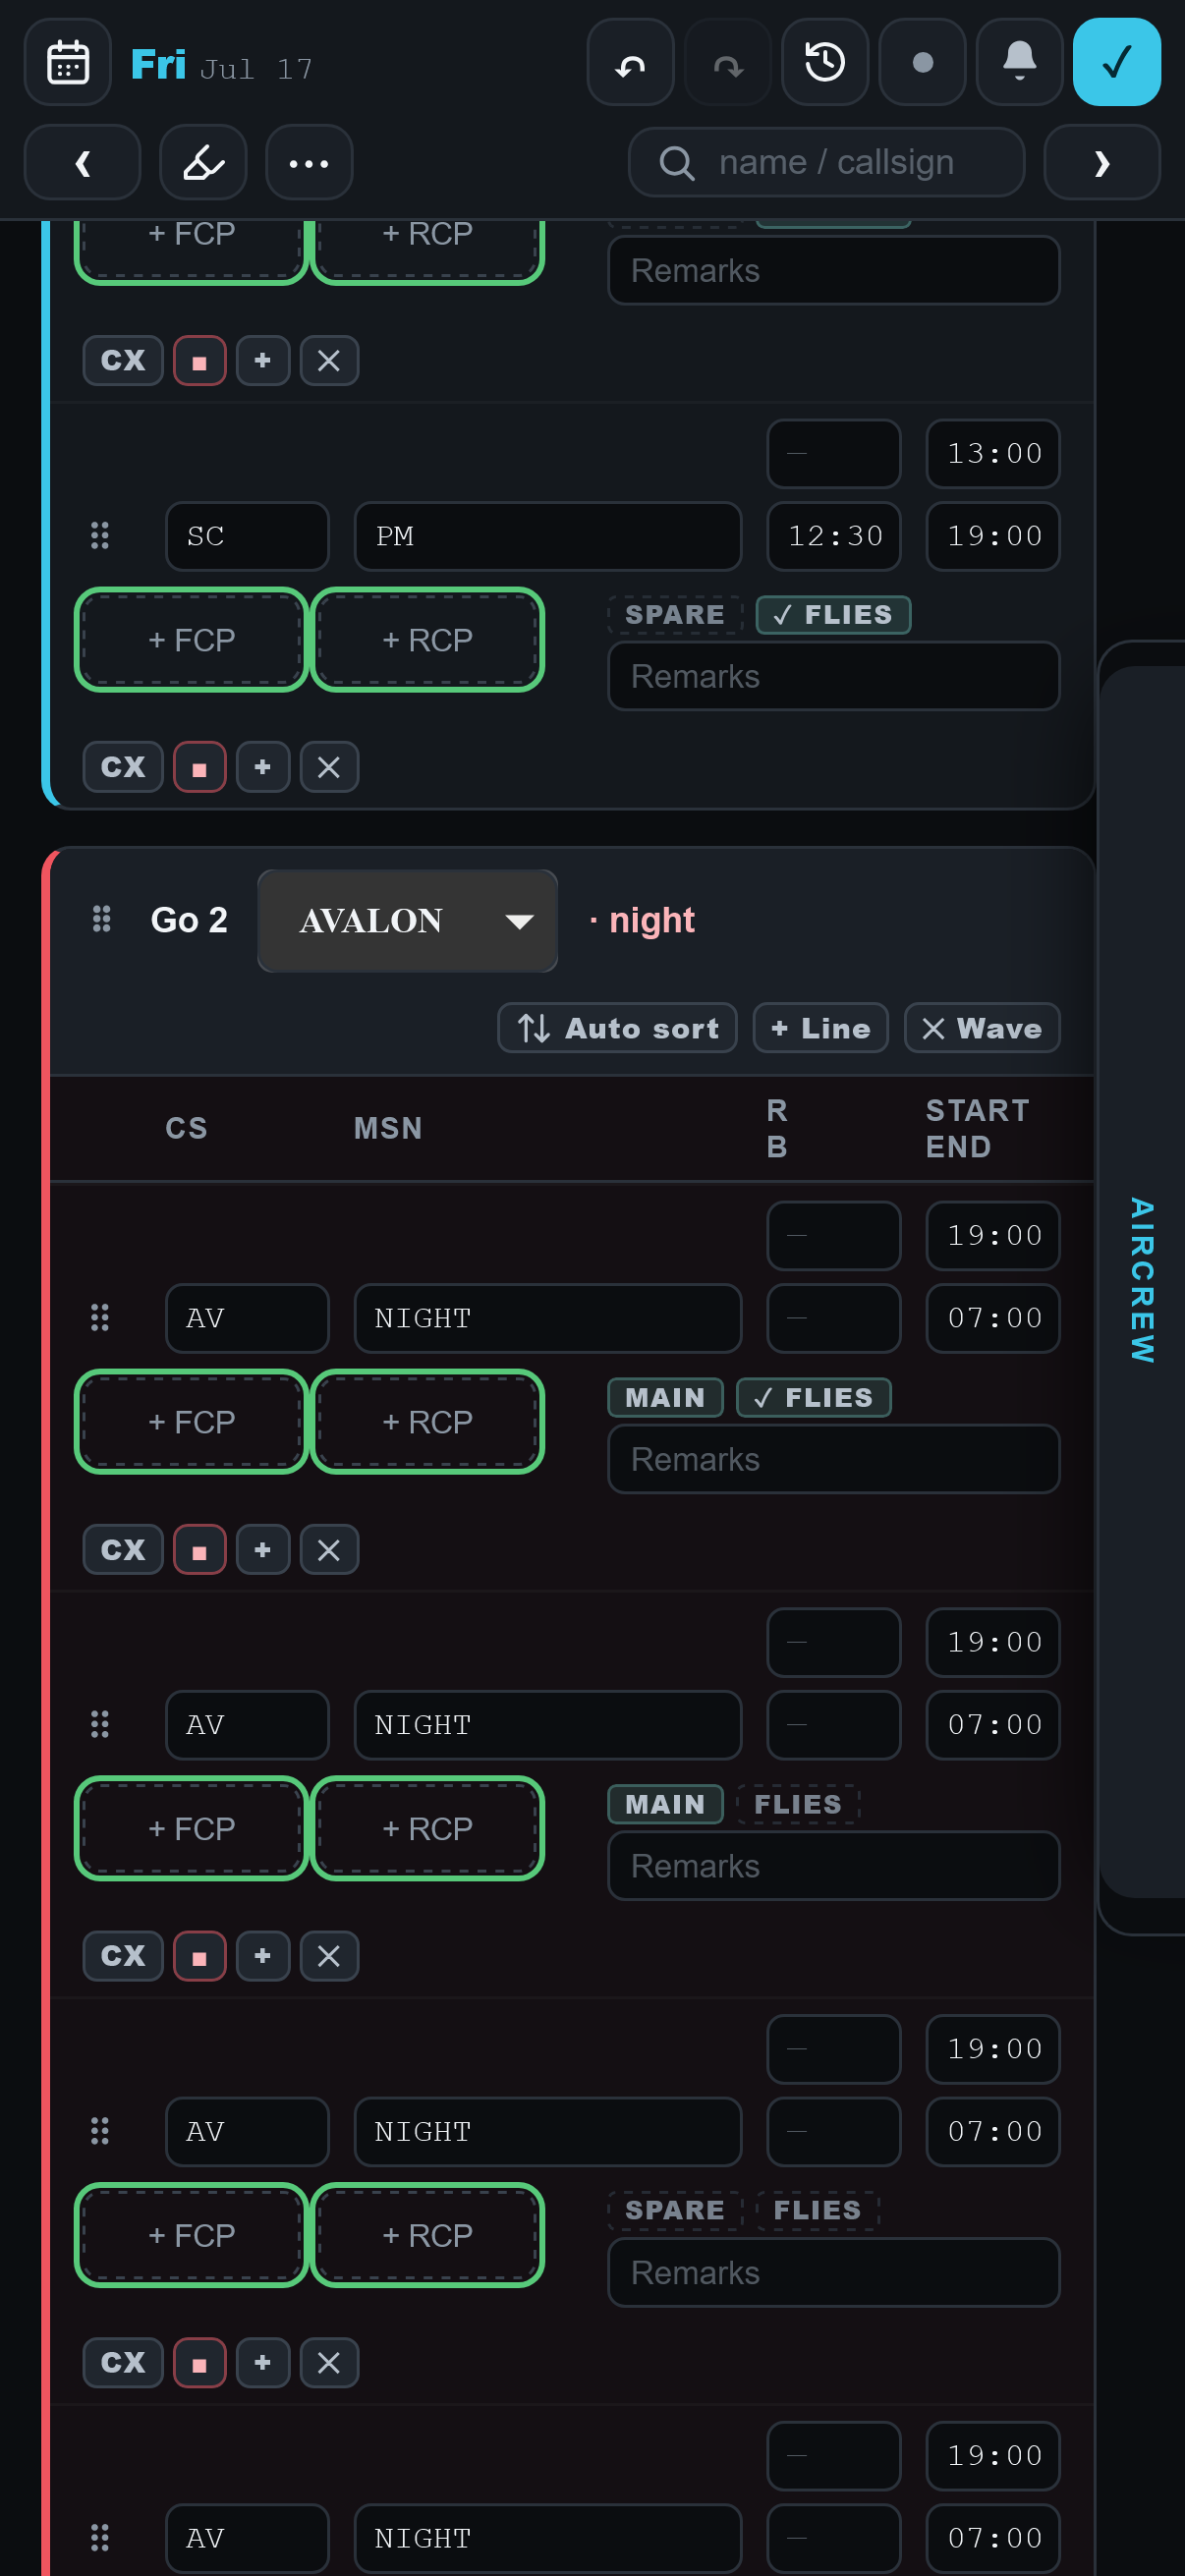 Fri Jul 17
name / callsign
+ FCP + RCP
Remarks
CX ■ + ×
— 13:00
SC PM 12:30 19:00
+ FCP + RCP SPARE ✓ FLIES
Remarks
CX ■ + ×
Go 2 AVALON · night
Auto sort + Line × Wave
CS MSN R START
B END
— 19:00
AV NIGHT — 07:00
+ FCP + RCP MAIN ✓ FLIES
Remarks
CX ■ + ×
— 19:00
AV NIGHT — 07:00
+ FCP + RCP MAIN FLIES
Remarks
CX ■ + ×
— 19:00
AV NIGHT — 07:00
+ FCP + RCP SPARE FLIES
Remarks
CX ■ + ×
— 19:00
AV NIGHT — 07:00
AIRCREW